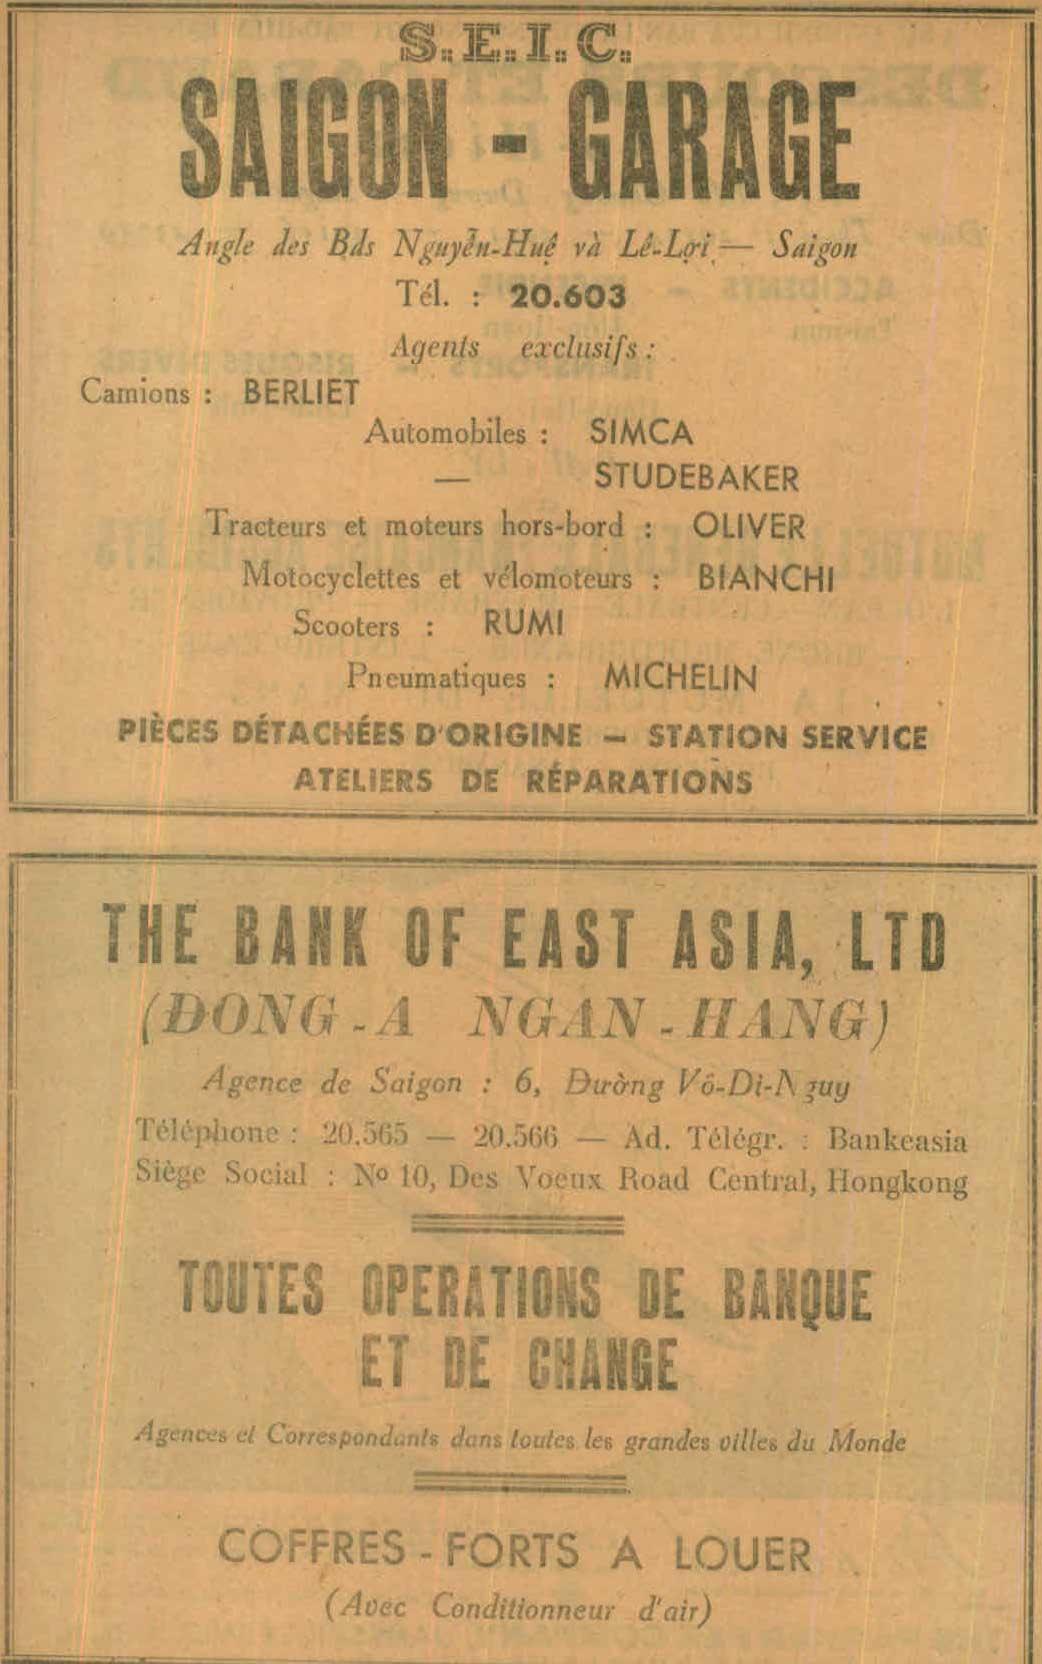 S.E.I.C.
SAIGON - GARAGE
Angle des Bds Nguyễn-Huệ và Lê-Lợi — Saigon
Tél. : 20.603
Agents exclusifs :
Camions : BERLIET
Automobiles : SIMCA
— STUDEBAKER
Tracteurs et moteurs hors-bord : OLIVER
Motocyclettes et vélomoteurs : BIANCHI
Scooters : RUMI
Pneumatiques : MICHELIN
PIÈCES DÉTACHÉES D'ORIGINE — STATION SERVICE
ATELIERS DE RÉPARATIONS
THE BANK OF EAST ASIA, LTD
(ĐONG-A NGAN-HANG)
Agence de Saigon : 6, Đường Võ-Di-Nguy
Téléphone : 20.565 — 20.566 — Ad. Télégr. : Bankeasia
Siège Social : Nº 10, Des Voeux Road Central, Hongkong
TOUTES OPERATIONS DE BANQUE
ET DE CHANGE
Agences et Correspondants dans toutes les grandes villes du Monde
COFFRES-FORTS A LOUER
(Avec Conditionneur d'air)